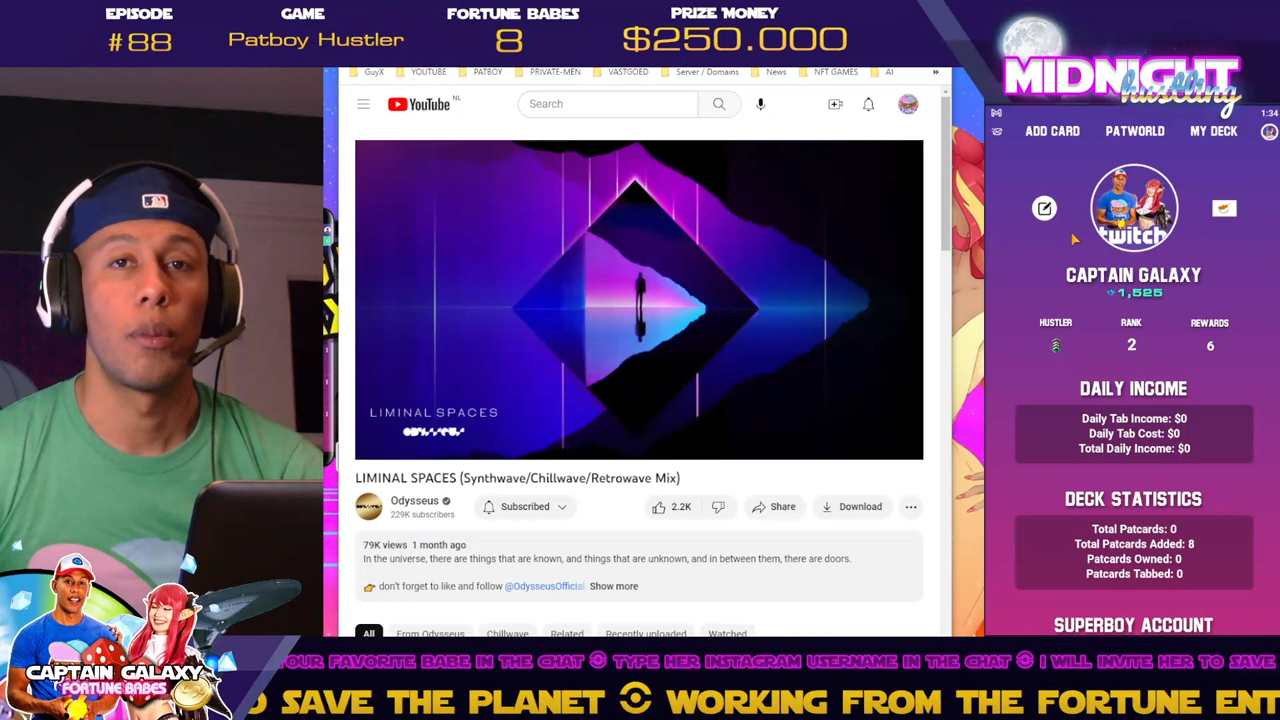 EPISODE
#88
GAME
Patboy Hustler
FORTUNE BABES
8
PRIZE MONEY
$250.000
MIDNIGHT
hustling
GuyX
YOUTUBE
PATBOY
PRIVATE-MEN
VASTGOED
Server / Domains
News
NFT GAMES
AI
»
YouTube NL
Search
LIMINAL SPACES
ODYSSEUS
LIMINAL SPACES (Synthwave/Chillwave/Retrowave Mix)
Odysseus
229K subscribers
Subscribed
2.2K
Share
Download
79K views 1 month ago
In the universe, there are things that are known, and things that are unknown, and in between them, there are doors.
don't forget to like and follow @OdysseusOfficial Show more
All
From Odysseus
Chillwave
Related
Recently uploaded
Watched
1:34
ADD CARD
PATWORLD
MY DECK
twitch
CAPTAIN GALAXY
1,525
HUSTLER
RANK
2
REWARDS
6
DAILY INCOME
Daily Tab Income: $0
Daily Tab Cost: $0
Total Daily Income: $0
DECK STATISTICS
Total Patcards: 0
Total Patcards Added: 8
Patcards Owned: 0
Patcards Tabbed: 0
SUPERBOY ACCOUNT
CAPTAIN GALAXY
FORTUNE BABES
OUR FAVORITE BABE IN THE CHAT TYPE HER INSTAGRAM USERNAME IN THE CHAT I WILL INVITE HER TO SAVE
O SAVE THE PLANET WORKING FROM THE FORTUNE ENT